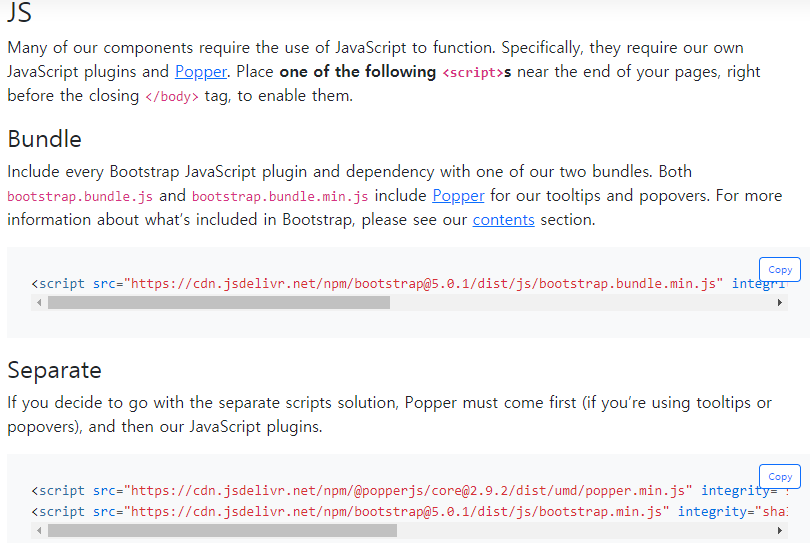 JS
Many of our components require the use of JavaScript to function. Specifically, they require our own
JavaScript plugins and Popper. Place one of the following <script>s near the end of your pages, right
before the closing </body> tag, to enable them.
Bundle
Include every Bootstrap JavaScript plugin and dependency with one of our two bundles. Both
bootstrap.bundle.js and bootstrap.bundle.min.js include Popper for our tooltips and popovers. For more
information about what's included in Bootstrap, please see our contents section.
Copy
<script src="https://cdn.jsdelivr.net/npm/bootstrap@5.0.1/dist/js/bootstrap.bundle.min.js" integri
Separate
If you decide to go with the separate scripts solution, Popper must come first (if you're using tooltips or
popovers), and then our JavaScript plugins.
Copy
<script src="https://cdn.jsdelivr.net/npm/@popperjs/core@2.9.2/dist/umd/popper.min.js" integrity="
<script src="https://cdn.jsdelivr.net/npm/bootstrap@5.0.1/dist/js/bootstrap.min.js" integrity="sha